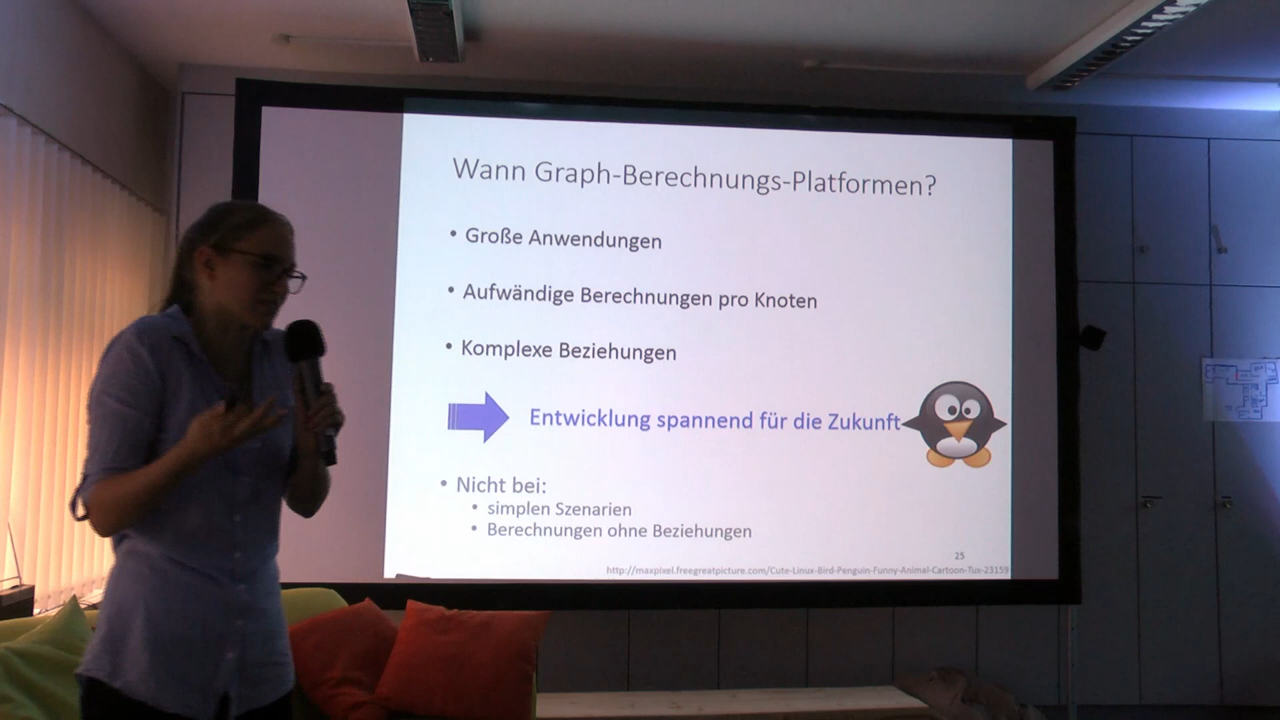 Wann Graph-Berechnungs-Platformen?
• Große Anwendungen
• Aufwändige Berechnungen pro Knoten
• Komplexe Beziehungen
Entwicklung spannend für die Zukunft
• Nicht bei:
• simplen Szenarien
• Berechnungen ohne Beziehungen
25
http://maxpixel.freegreatpicture.com/Cute-Linux-Bird-Penguin-Funny-Animal-Cartoon-Tux-23159